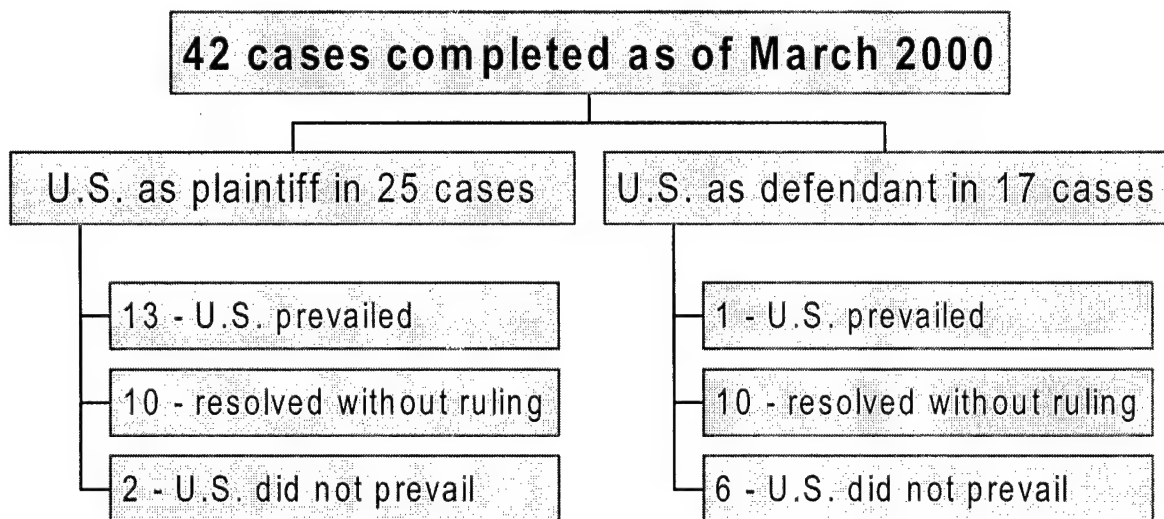 42 cases completed as of March 2000
U.S. as plaintiff in 25 cases
13 - U.S. prevailed
10 - resolved without ruling
2 - U.S. did not prevail
U.S. as defendant in 17 cases
1 - U.S. prevailed
10 - resolved without ruling
6 - U.S. did not prevail